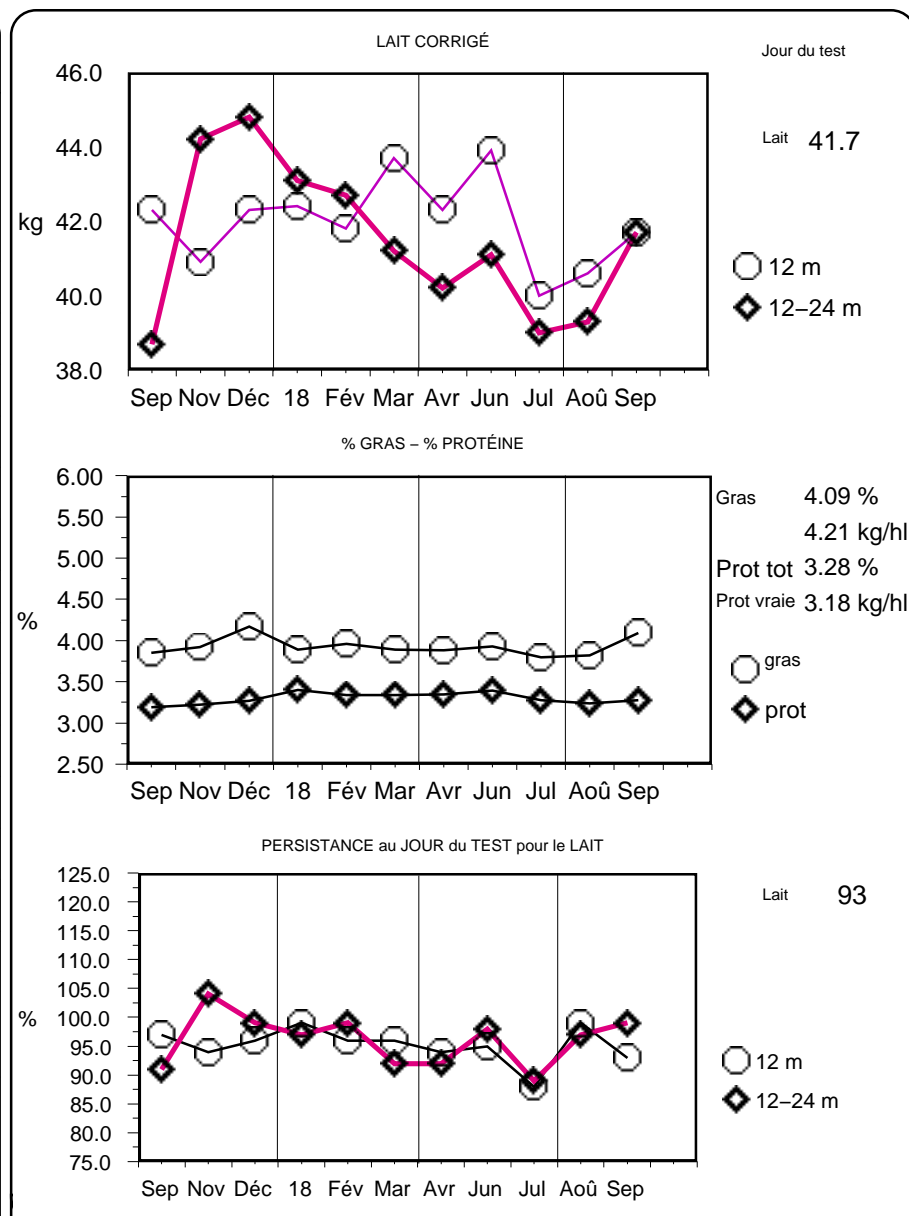 LAIT CORRIGÉ
Jour du test
46.0
44.0
Lait 41.7
42.0
kg
12 m
40.0
12–24 m
38.0
Sep Nov Déc 18 Fév Mar Avr Jun Jul Aoû Sep
% GRAS – % PROTÉINE
6.00
Gras 4.09 %
5.50
4.21 kg/hl
5.00
Prot tot 3.28 %
4.50
Prot vraie 3.18 kg/hl
%
4.00
gras
3.50
prot
3.00
2.50
Sep Nov Déc 18 Fév Mar Avr Jun Jul Aoû Sep
PERSISTANCE au JOUR du TEST pour le LAIT
125.0
Lait 93
120.0
115.0
110.0
105.0
%
100.0
95.0
12 m
90.0
12–24 m
85.0
80.0
75.0
Sep Nov Déc 18 Fév Mar Avr Jun Jul Aoû Sep